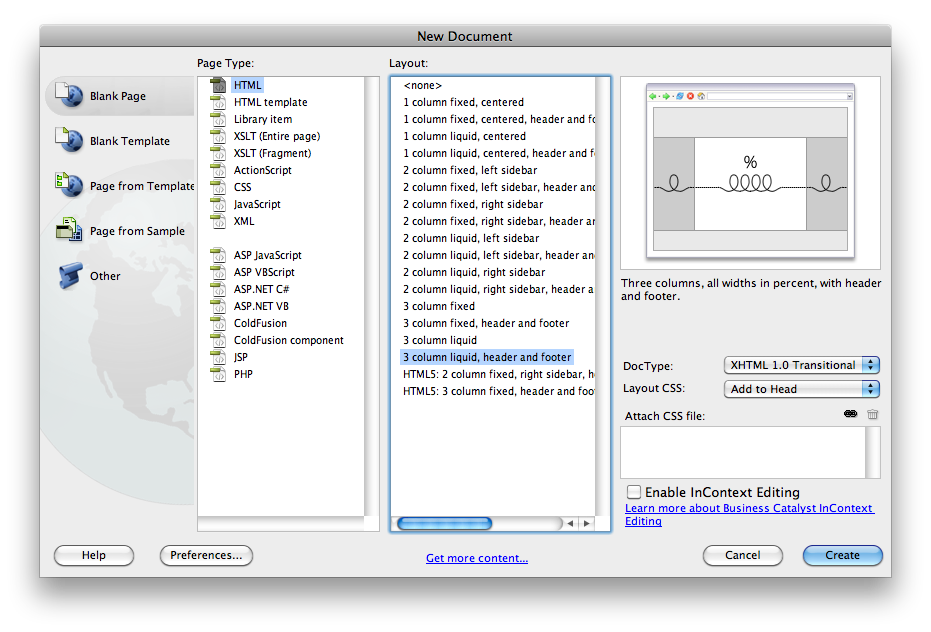 New Document
Page Type:
Layout:
Blank Page
Blank Template
Page from Template
Page from Sample
Other
HTML
HTML template
Library item
XSLT (Entire page)
XSLT (Fragment)
ActionScript
CSS
JavaScript
XML
ASP JavaScript
ASP VBScript
ASP.NET C#
ASP.NET VB
ColdFusion
ColdFusion component
JSP
PHP
<none>
1 column fixed, centered
1 column fixed, centered, header and fo
1 column liquid, centered
1 column liquid, centered, header and f
2 column fixed, left sidebar
2 column fixed, left sidebar, header and
2 column fixed, right sidebar
2 column fixed, right sidebar, header ar
2 column liquid, left sidebar
2 column liquid, left sidebar, header an
2 column liquid, right sidebar
2 column liquid, right sidebar, header a
3 column fixed
3 column fixed, header and footer
3 column liquid
3 column liquid, header and footer
HTML5: 2 column fixed, right sidebar, h
HTML5: 3 column fixed, header and foo
%
Three columns, all widths in percent, with header
and footer.
DocType:
XHTML 1.0 Transitional
Layout CSS:
Add to Head
Attach CSS file:
Enable InContext Editing
Learn more about Business Catalyst InContext
Editing
Help
Preferences...
Get more content...
Cancel
Create